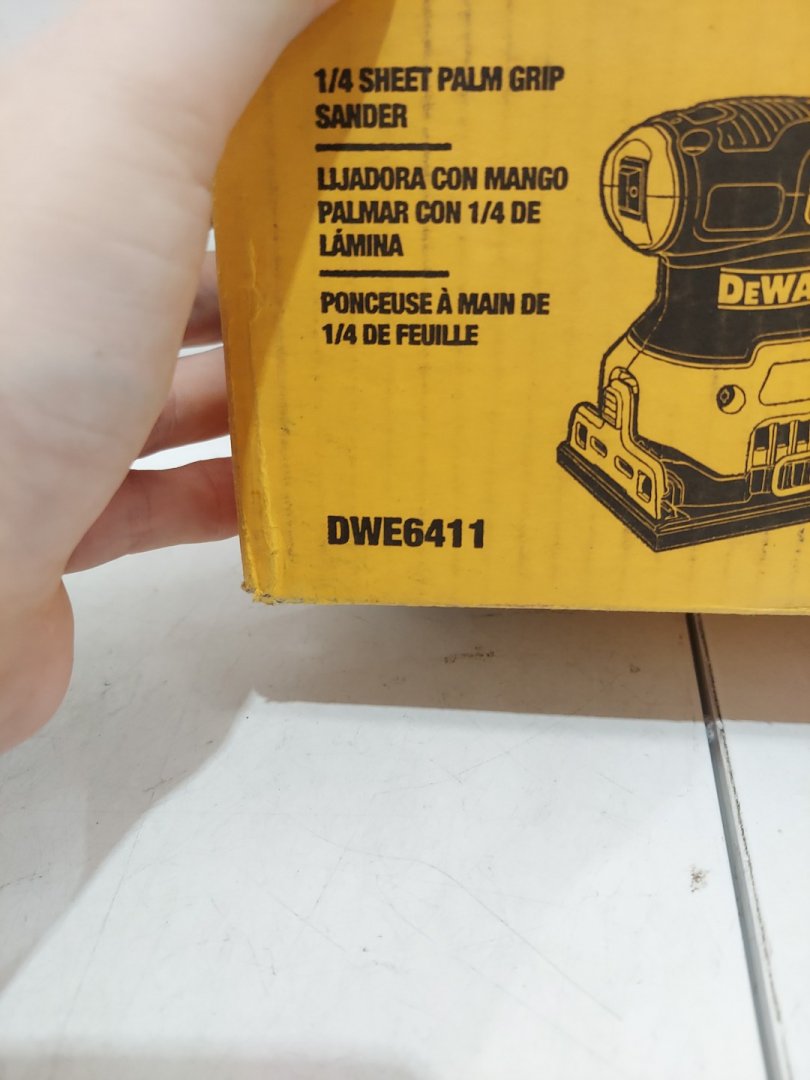 1/4 SHEET PALM GRIP
SANDER
LIJADORA CON MANGO
PALMAR CON 1/4 DE
LÁMINA
PONCEUSE À MAIN DE
1/4 DE FEUILLE
DEWA
DWE6411